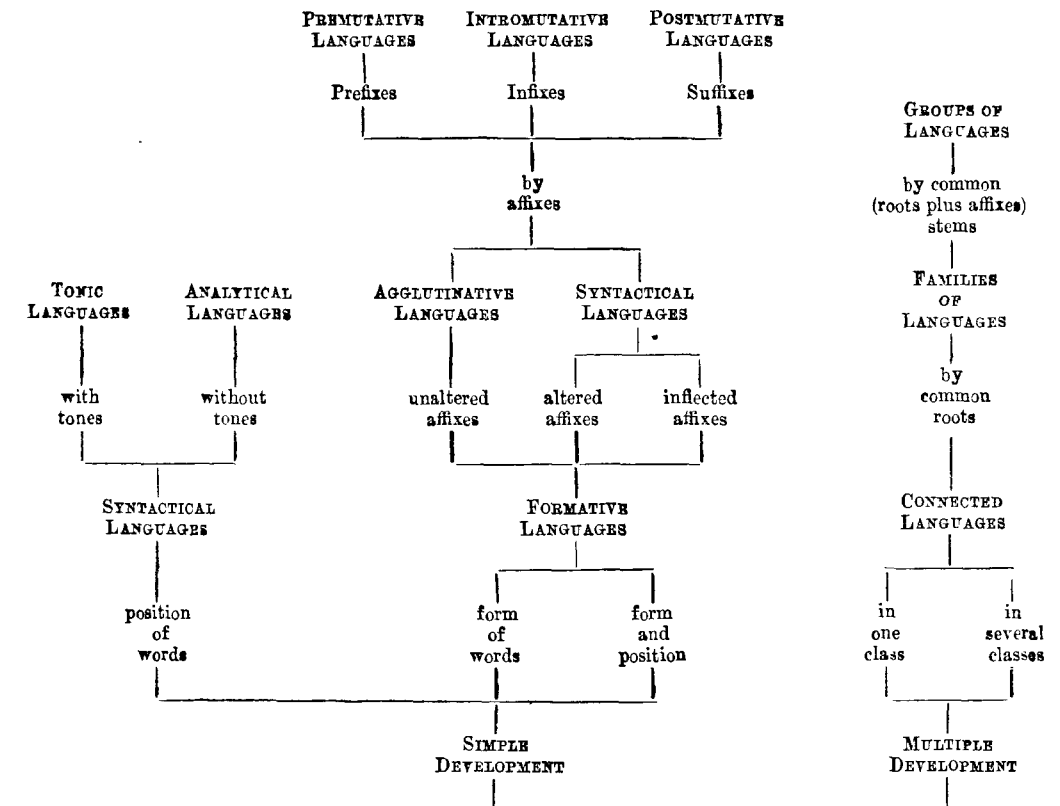 PREMUTATIVE INTROMUTATIVE POSTMUTATIVE
LANGUAGES LANGUAGES LANGUAGES
Prefixes Infixes Suffixes
GROUPS OF
LANGUAGES
by
affixes
by common
(roots plus affixes)
stems
TONIC ANALYTICAL AGGLUTINATIVE SYNTACTICAL
LANGUAGES LANGUAGES LANGUAGES LANGUAGES
FAMILIES
OF
LANGUAGES
with without unaltered altered inflected
tones tones affixes affixes affixes
by
common
roots
SYNTACTICAL FORMATIVE CONNECTED
LANGUAGES LANGUAGES LANGUAGES
position form form in in
of of and one several
words words position class classes
SIMPLE MULTIPLE
DEVELOPMENT DEVELOPMENT